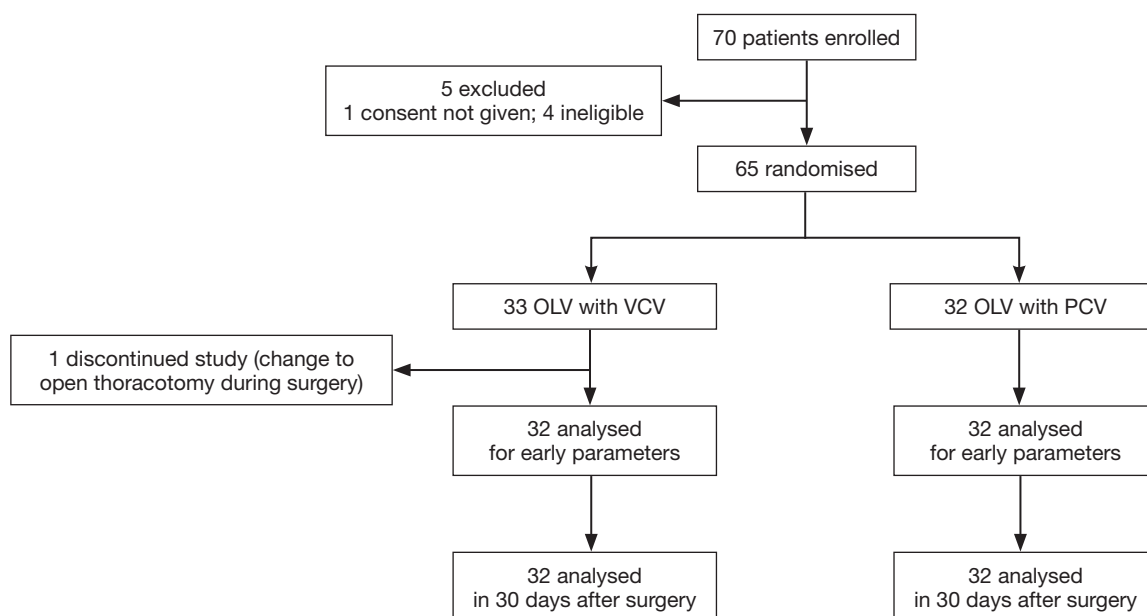 70 patients enrolled
5 excluded
1 consent not given; 4 ineligible
65 randomised
33 OLV with VCV
32 OLV with PCV
1 discontinued study (change to
open thoracotomy during surgery)
32 analysed
for early parameters
32 analysed
for early parameters
32 analysed
in 30 days after surgery
32 analysed
in 30 days after surgery